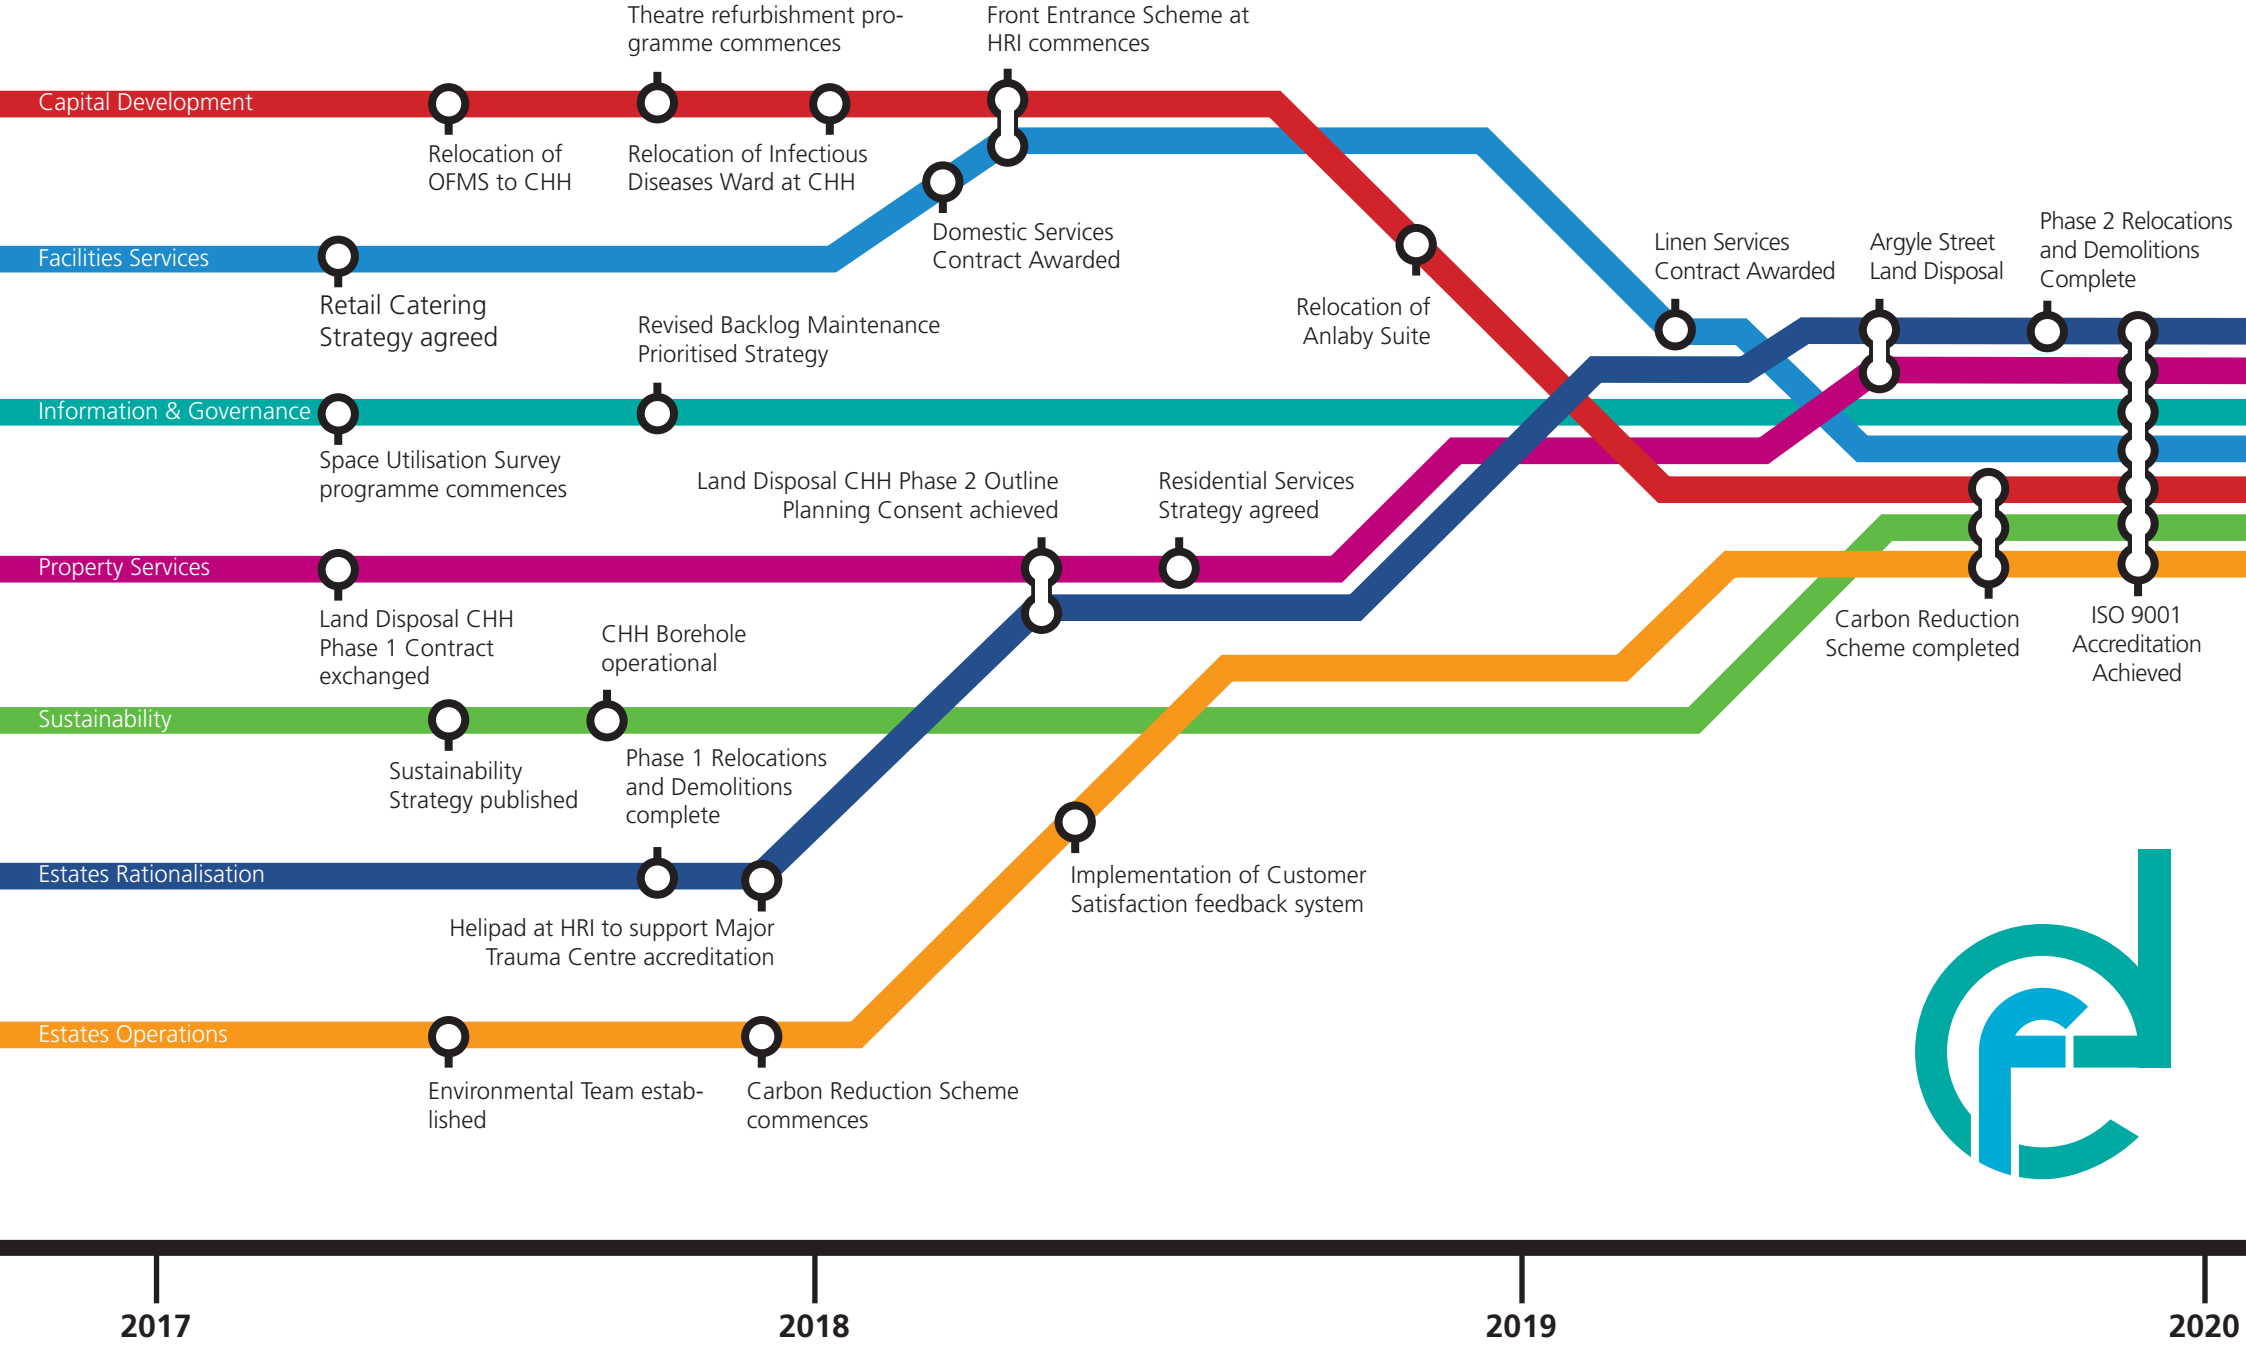 Theatre refurbishment pro-
gramme commences
Front Entrance Scheme at
HRI commences
Capital Development
Relocation of
OFMS to CHH
Relocation of Infectious
Diseases Ward at CHH
Domestic Services
Contract Awarded
Facilities Services
Retail Catering
Strategy agreed
Relocation of
Anlaby Suite
Linen Services
Contract Awarded
Argyle Street
Land Disposal
Phase 2 Relocations
and Demolitions
Complete
Revised Backlog Maintenance
Prioritised Strategy
Information & Governance
Space Utilisation Survey
programme commences
Land Disposal CHH Phase 2 Outline
Planning Consent achieved
Residential Services
Strategy agreed
Property Services
Land Disposal CHH
Phase 1 Contract
exchanged
CHH Borehole
operational
Carbon Reduction
Scheme completed
ISO 9001
Accreditation
Achieved
Sustainability
Sustainability
Strategy published
Phase 1 Relocations
and Demolitions
complete
Estates Rationalisation
Helipad at HRI to support Major
Trauma Centre accreditation
Implementation of Customer
Satisfaction feedback system
Estates Operations
Environmental Team estab-
lished
Carbon Reduction Scheme
commences
2017
2018
2019
2020